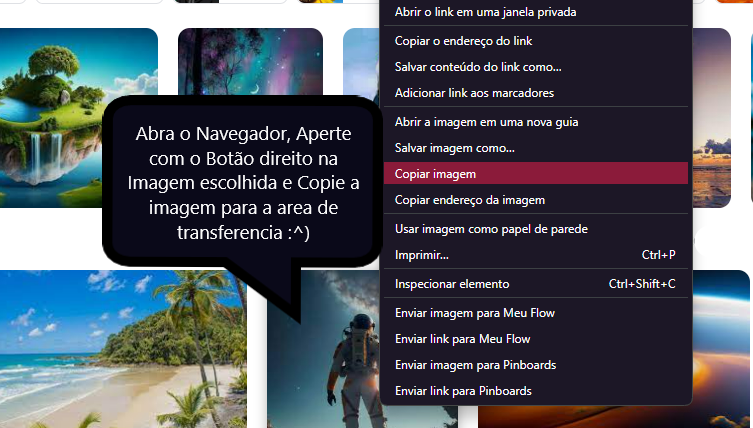 Abrir o link em uma janela privada
Copiar o endereço do link
Salvar conteúdo do link como...
Adicionar link aos marcadores
Abrir a imagem em uma nova guia
Salvar imagem como...
Copiar imagem
Copiar endereço da imagem
Usar imagem como papel de parede
Imprimir... Ctrl+P
Inspecionar elemento Ctrl+Shift+C
Enviar imagem para Meu Flow
Enviar link para Meu Flow
Enviar imagem para Pinboards
Enviar link para Pinboards
Abra o Navegador, Aperte
com o Botão direito na
Imagem escolhida e Copie a
imagem para a area de
transferencia :^)